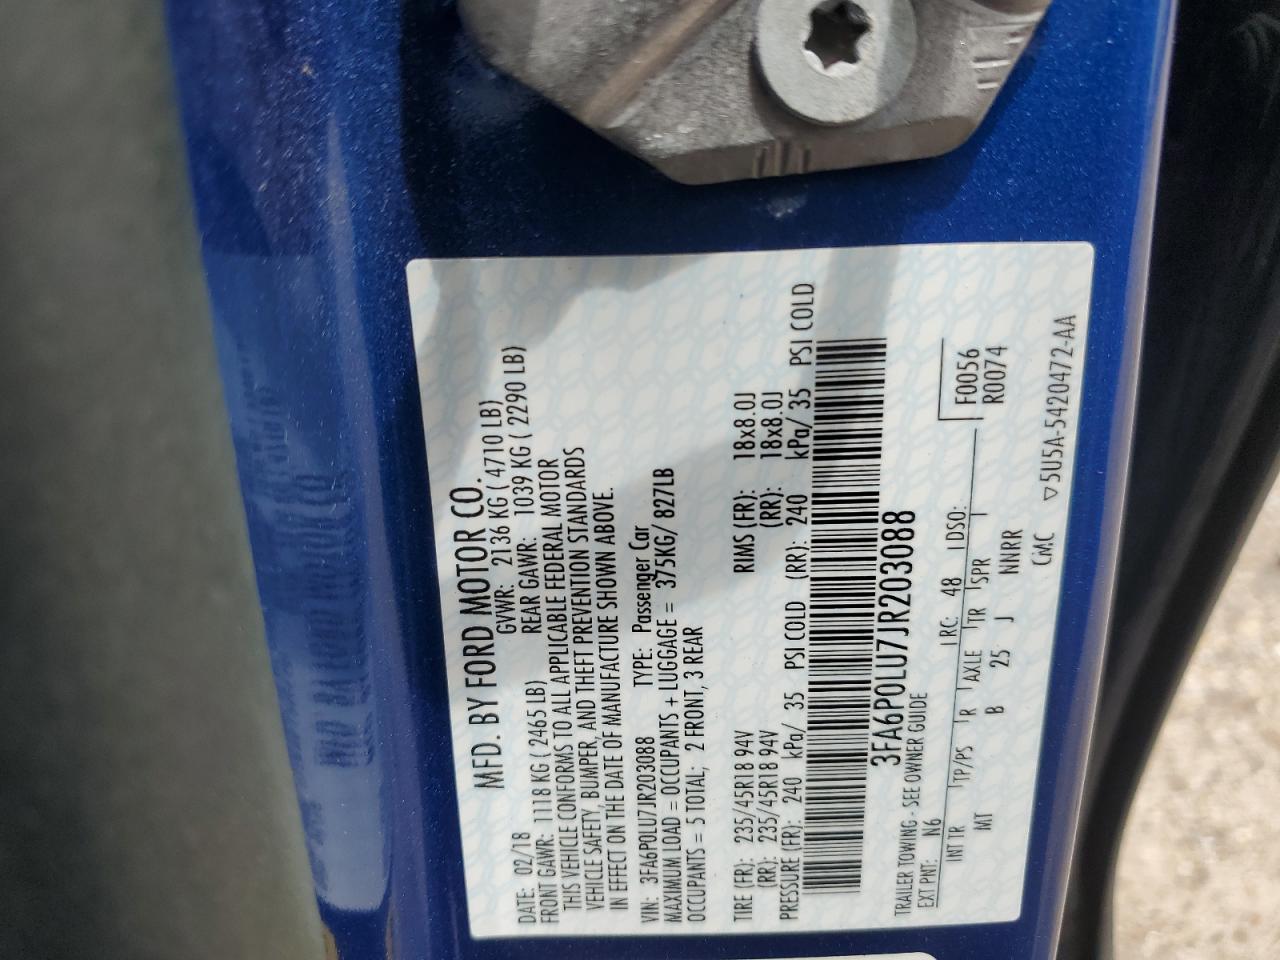 MFD. BY FORD MOTOR CO.
DATE: 02/18 GVWR: 2136 KG ( 4710 LB)
FRONT GAWR: 1118 KG ( 2465 LB) REAR GAWR: 1039 KG ( 2290 LB)
THIS VEHICLE CONFORMS TO ALL APPLICABLE FEDERAL MOTOR
VEHICLE SAFETY, BUMPER, AND THEFT PREVENTION STANDARDS
IN EFFECT ON THE DATE OF MANUFACTURE SHOWN ABOVE.
VIN: 3FA6P0LU7JR203088 TYPE: Passenger Car
MAXIMUM LOAD = OCCUPANTS + LUGGAGE = 375KG/ 827LB
OCCUPANTS = 5 TOTAL; 2 FRONT, 3 REAR
TIRE (FR): 235/45R18 94V RIMS (FR): 18x8.0J
(RR): 235/45R18 94V (RR): 18x8.0J
PRESSURE (FR): 240 kPa/ 35 PSI COLD (RR): 240 kPa/ 35 PSI COLD
3FA6P0LU7JR203088
TRAILER TOWING - SEE OWNER GUIDE
F0056
EXT PNT: N6 RC: 48 DSO: R0074
INT TR TP/PS R AXLE TR SPR
MT B 25 J NNRR
CMC ▽5U5A-5420472-AA